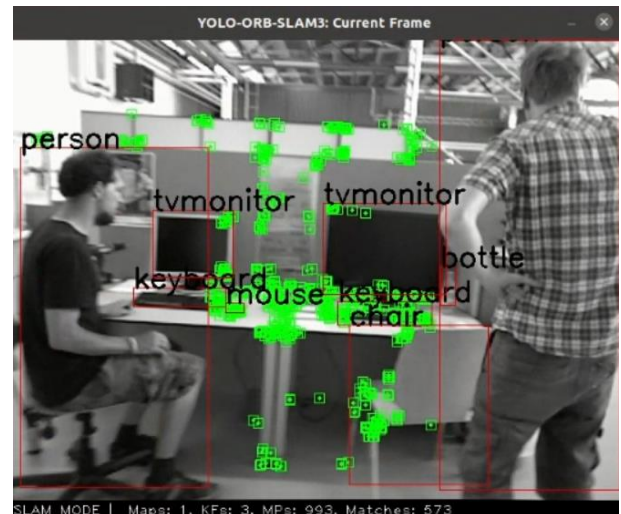 YOLO-ORB-SLAM3: Current Frame
person
person
tvmonitor
tvmonitor
bottle
keyboard
mouse
keyboard
chair
SLAM MODE | Maps: 1, KFs: 3, MPs: 993, Matches: 573